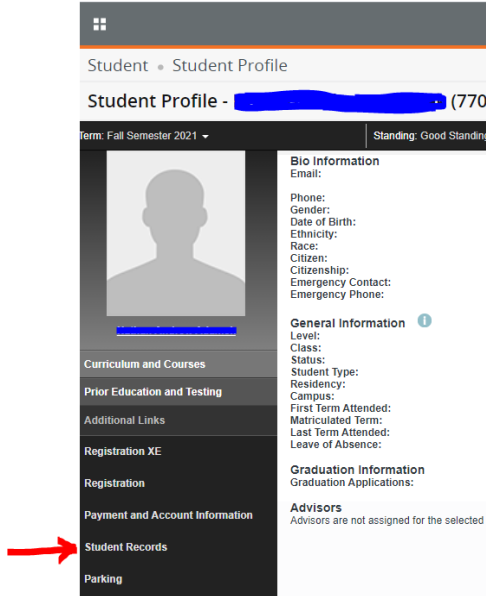 Student • Student Profile
Student Profile - (770
Term: Fall Semester 2021
Standing: Good Standing
Bio Information
Email:
Phone:
Gender:
Date of Birth:
Ethnicity:
Race:
Citizen:
Citizenship:
Emergency Contact:
Emergency Phone:
General Information
Level:
Class:
Status:
Student Type:
Residency:
Campus:
First Term Attended:
Matriculated Term:
Last Term Attended:
Leave of Absence:
Graduation Information
Graduation Applications:
Advisors
Advisors are not assigned for the selected
Curriculum and Courses
Prior Education and Testing
Additional Links
Registration XE
Registration
Payment and Account Information
Student Records
Parking